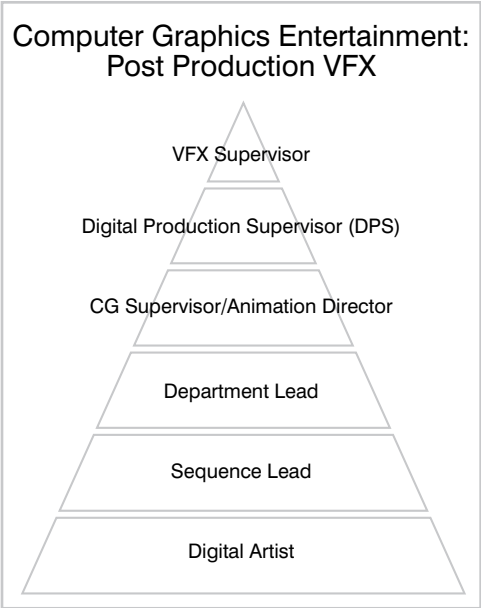 Computer Graphics Entertainment:
Post Production VFX
VFX Supervisor
Digital Production Supervisor (DPS)
CG Supervisor/Animation Director
Department Lead
Sequence Lead
Digital Artist